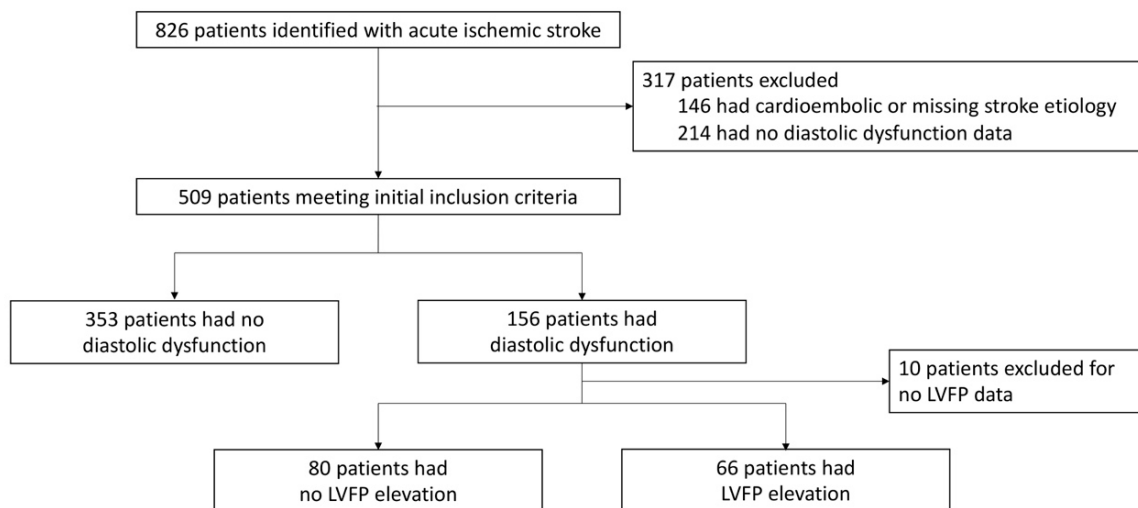 826 patients identified with acute ischemic stroke
317 patients excluded
146 had cardioembolic or missing stroke etiology
214 had no diastolic dysfunction data
509 patients meeting initial inclusion criteria
353 patients had no
diastolic dysfunction
156 patients had
diastolic dysfunction
10 patients excluded for
no LVFP data
80 patients had
no LVFP elevation
66 patients had
LVFP elevation